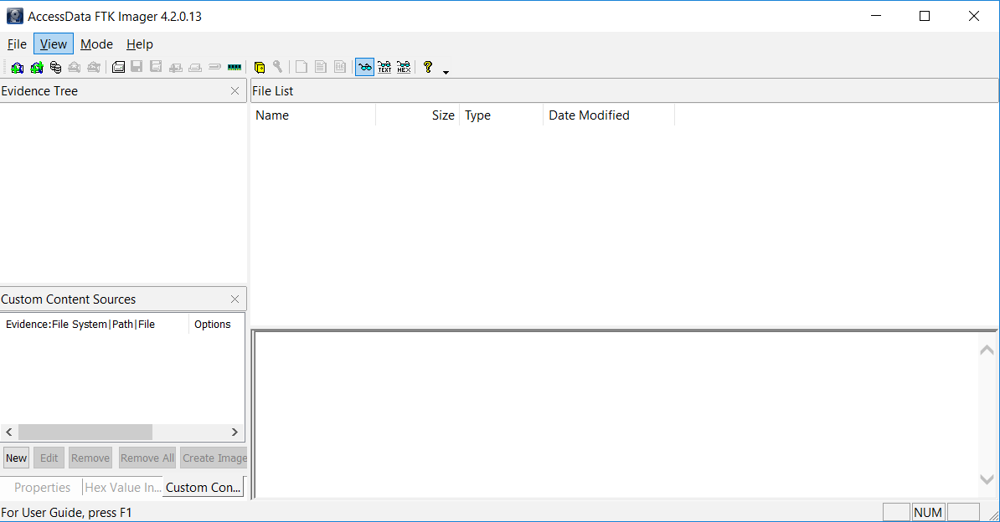 AccessData FTK Imager 4.2.0.13
File View Mode Help
TEXT HEX
Evidence Tree
File List
Name Size Type Date Modified
Custom Content Sources
Evidence:File System|Path|File Options
New Edit Remove Remove All Create Image
Properties Hex Value In... Custom Con...
For User Guide, press F1
NUM